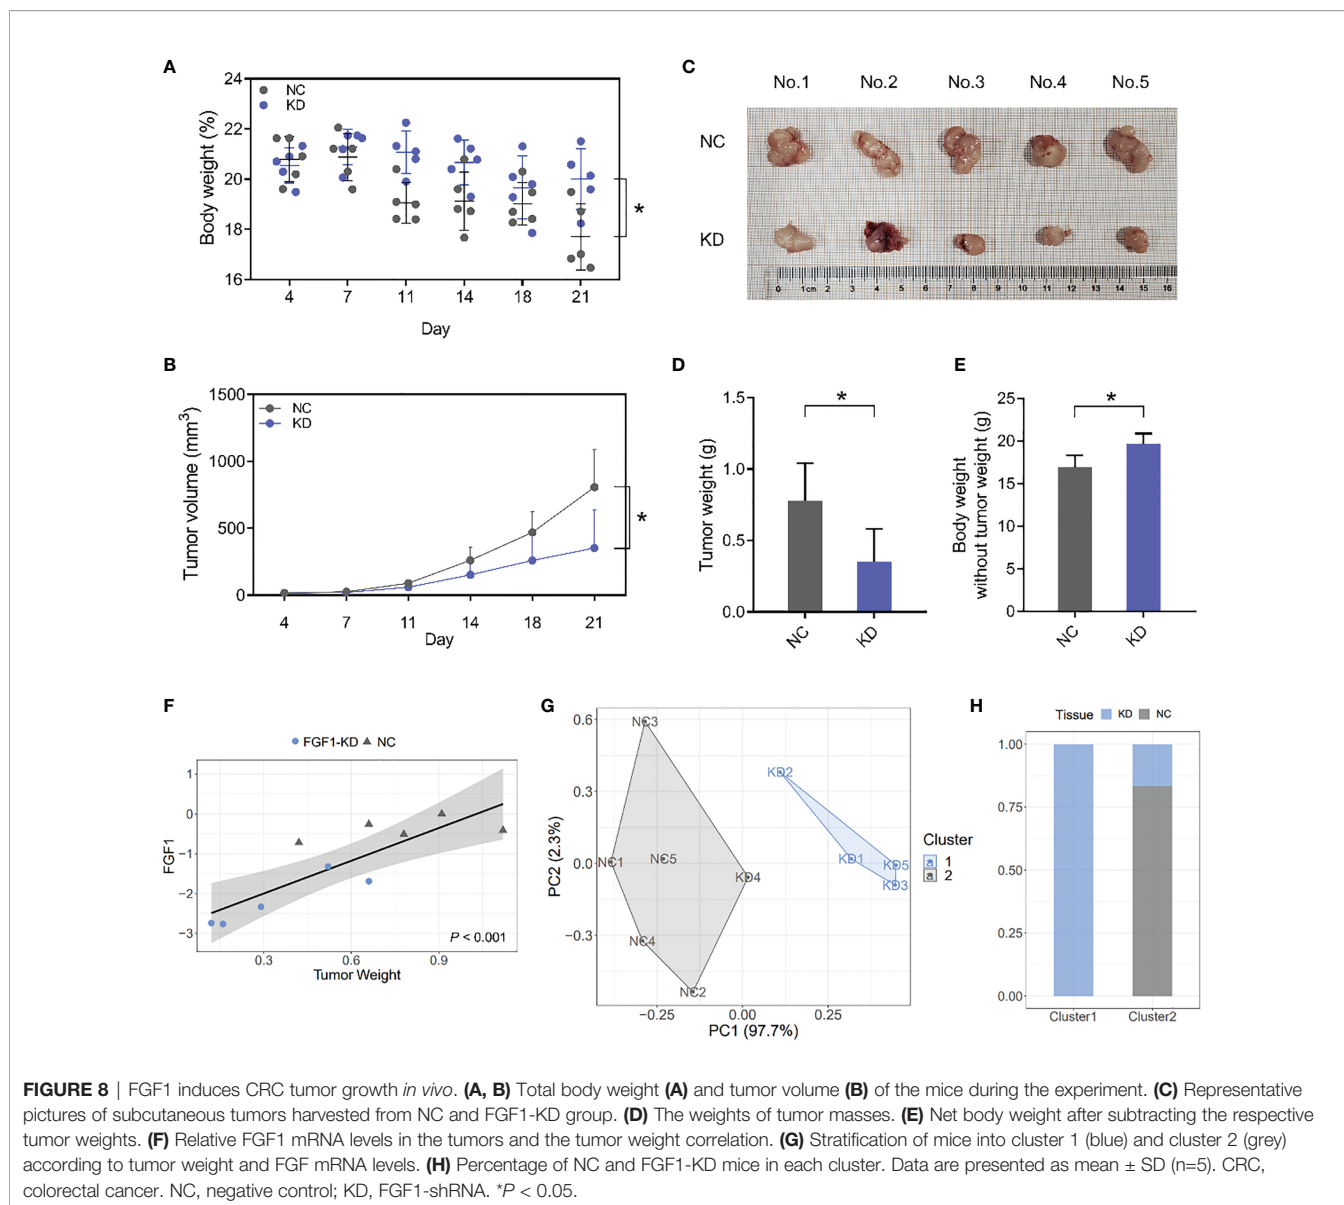 A
24
22
20
18
16
Body weight (%)
NC
KD
*
4 7 11 14 18 21
Day
C
No.1 No.2 No.3 No.4 No.5
NC
KD
0 1cm 2 3 4 5 6 7 8 9 10 11 12 13 14 15 16
B
1500
1000
500
0
Tumor volume (mm³)
NC
KD
*
4 7 11 14 18 21
Day
D
1.5
1.0
0.5
0.0
Tumor weight (g)
*
NC KD
E
25
20
15
10
5
0
Body weight
without tumor weight (g)
*
NC KD
F
FGF1-KD NC
1
0
−1
−2
−3
FGF1
P < 0.001
0.3 0.6 0.9
Tumor Weight
G
0.6
0.3
0.0
−0.3
PC2 (2.3%)
NC3
KD2
NC1 NC5 KD1 KD5
KD4 KD3
NC4
NC2
−0.25 0.00 0.25
PC1 (97.7%)
Cluster
a 1
a 2
H
Tissue KD NC
1.00
0.75
0.50
0.25
0.00
Cluster1 Cluster2
FIGURE 8 | FGF1 induces CRC tumor growth in vivo. (A, B) Total body weight (A) and tumor volume (B) of the mice during the experiment. (C) Representative
pictures of subcutaneous tumors harvested from NC and FGF1-KD group. (D) The weights of tumor masses. (E) Net body weight after subtracting the respective
tumor weights. (F) Relative FGF1 mRNA levels in the tumors and the tumor weight correlation. (G) Stratification of mice into cluster 1 (blue) and cluster 2 (grey)
according to tumor weight and FGF mRNA levels. (H) Percentage of NC and FGF1-KD mice in each cluster. Data are presented as mean ± SD (n=5). CRC,
colorectal cancer. NC, negative control; KD, FGF1-shRNA. *P < 0.05.